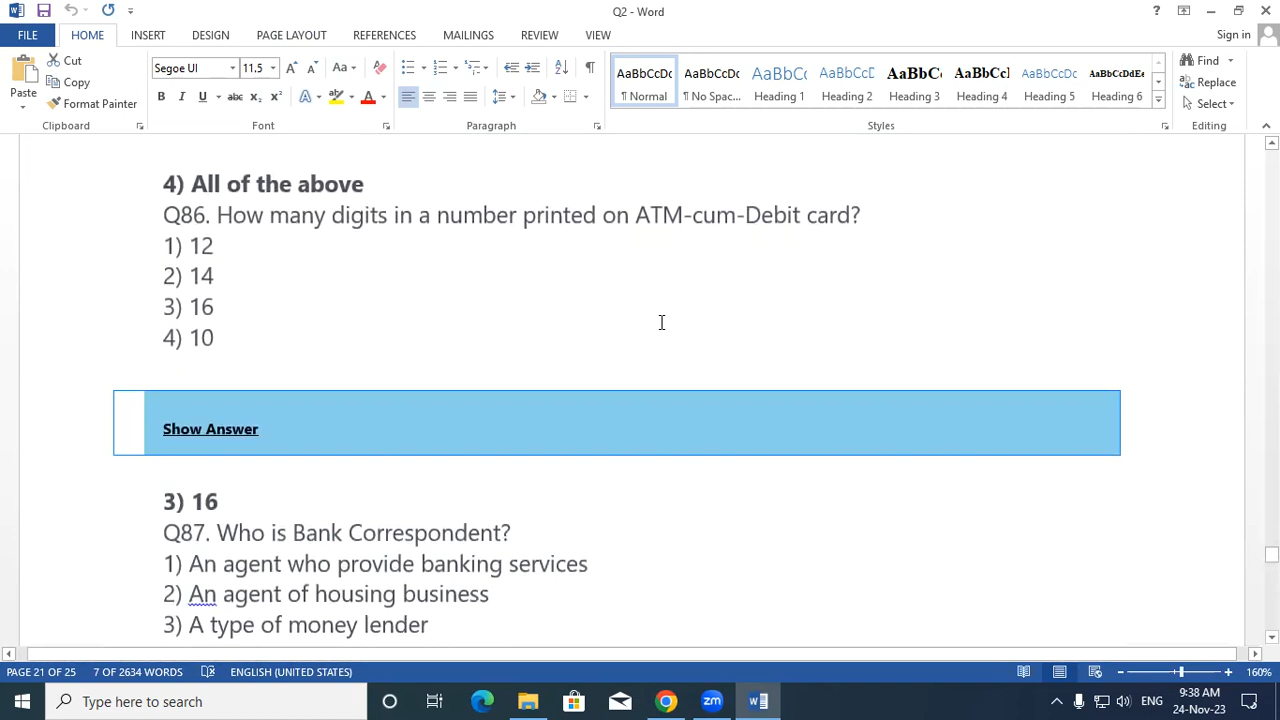 Q2 - Word
Sign in
FILE HOME INSERT DESIGN PAGE LAYOUT REFERENCES MAILINGS REVIEW VIEW
Paste
Cut
Copy
Format Painter
Clipboard
Segoe UI 11.5
Font
Paragraph
AaBbCcDc AaBbCcDc AaBbCc AaBbCc AaBbC AaBbCcI AaBbCcDc AaBbCcDdEe
¶ Normal ¶ No Spac... Heading 1 Heading 2 Heading 3 Heading 4 Heading 5 Heading 6
Styles
Find
Replace
Select
Editing
4) All of the above
Q86. How many digits in a number printed on ATM-cum-Debit card?
1) 12
2) 14
3) 16
4) 10
Show Answer
3) 16
Q87. Who is Bank Correspondent?
1) An agent who provide banking services
2) An agent of housing business
3) A type of money lender
PAGE 21 OF 25 7 OF 2634 WORDS ENGLISH (UNITED STATES) 160%
Type here to search
ENG
9:38 AM
24-Nov-23